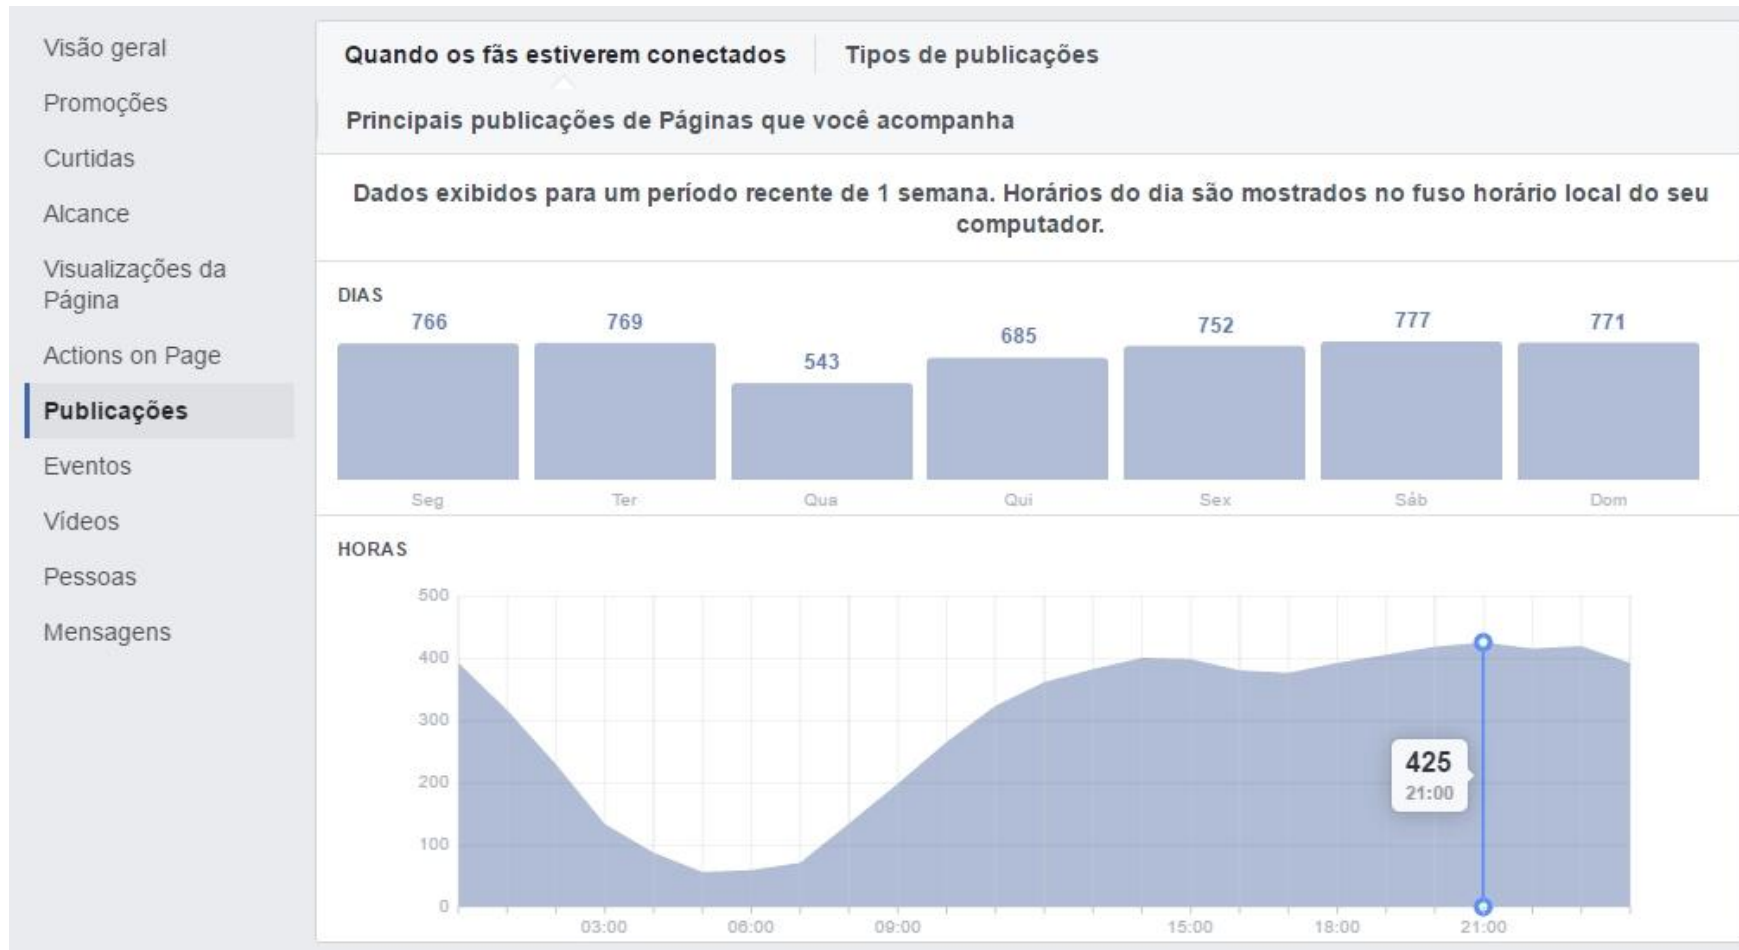 Visão geral
Promoções
Curtidas
Alcance
Visualizações da
Página
Actions on Page
Publicações
Eventos
Vídeos
Pessoas
Mensagens
Quando os fãs estiverem conectados
Tipos de publicações
Principais publicações de Páginas que você acompanha
Dados exibidos para um período recente de 1 semana. Horários do dia são mostrados no fuso horário local do seu
computador.
DIAS
766 769 543 685 752 777 771
Seg Ter Qua Qui Sex Sáb Dom
HORAS
500
400
300
200
100
0
425
21:00
03:00 06:00 09:00 15:00 18:00 21:00